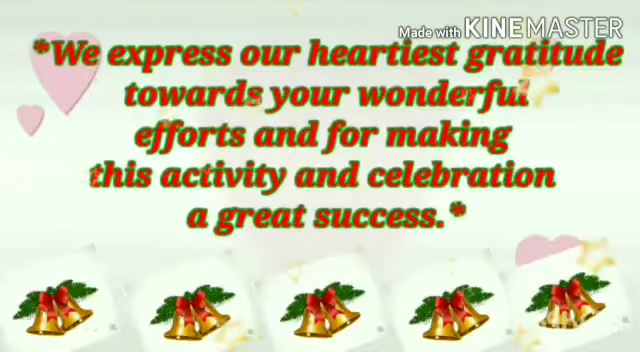 Made with KINEMASTER
*We express our heartiest gratitude
towards your wonderful
efforts and for making
this activity and celebration
a great success.*